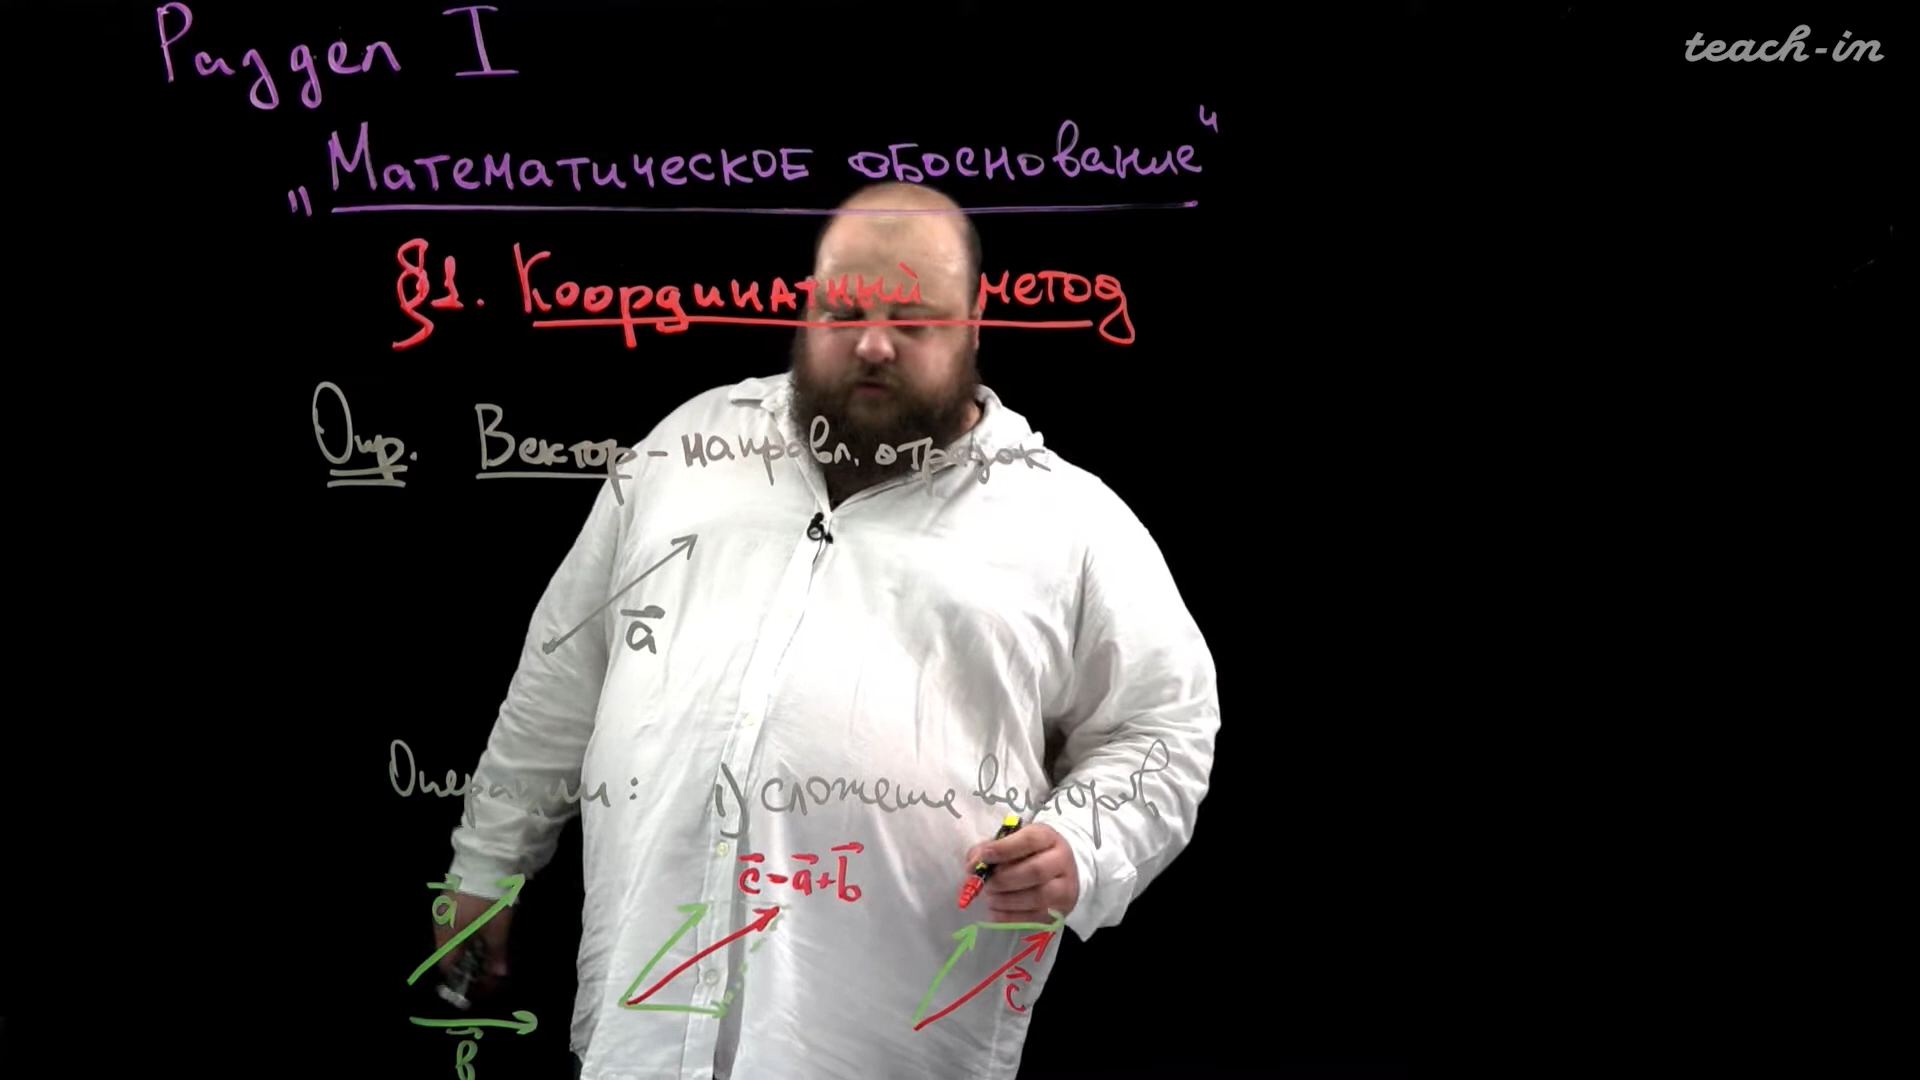 teach-in
Раздел I
„Математическое обоснование“
§1. Координатный метод
Опр. Вектор - направл. отрезок
a
Операции: 1) сложение векторов
c = a + b
a
c
b